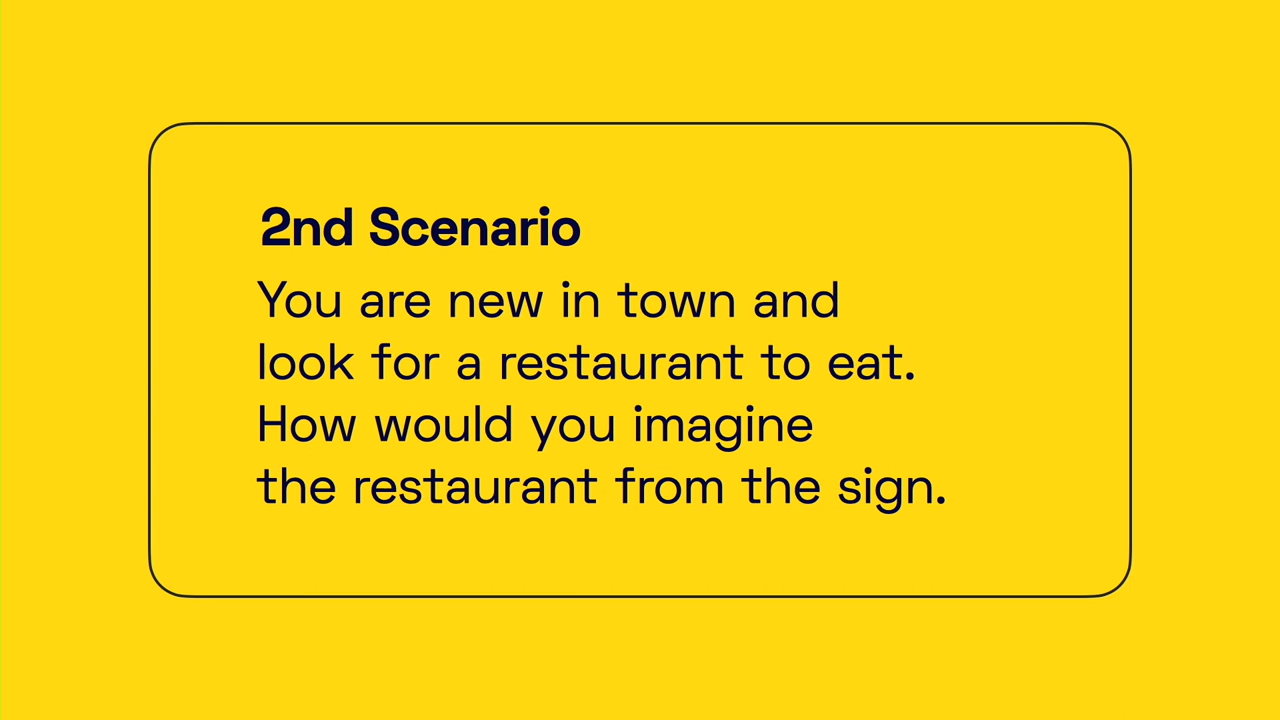 2nd Scenario
You are new in town and
look for a restaurant to eat.
How would you imagine
the restaurant from the sign.